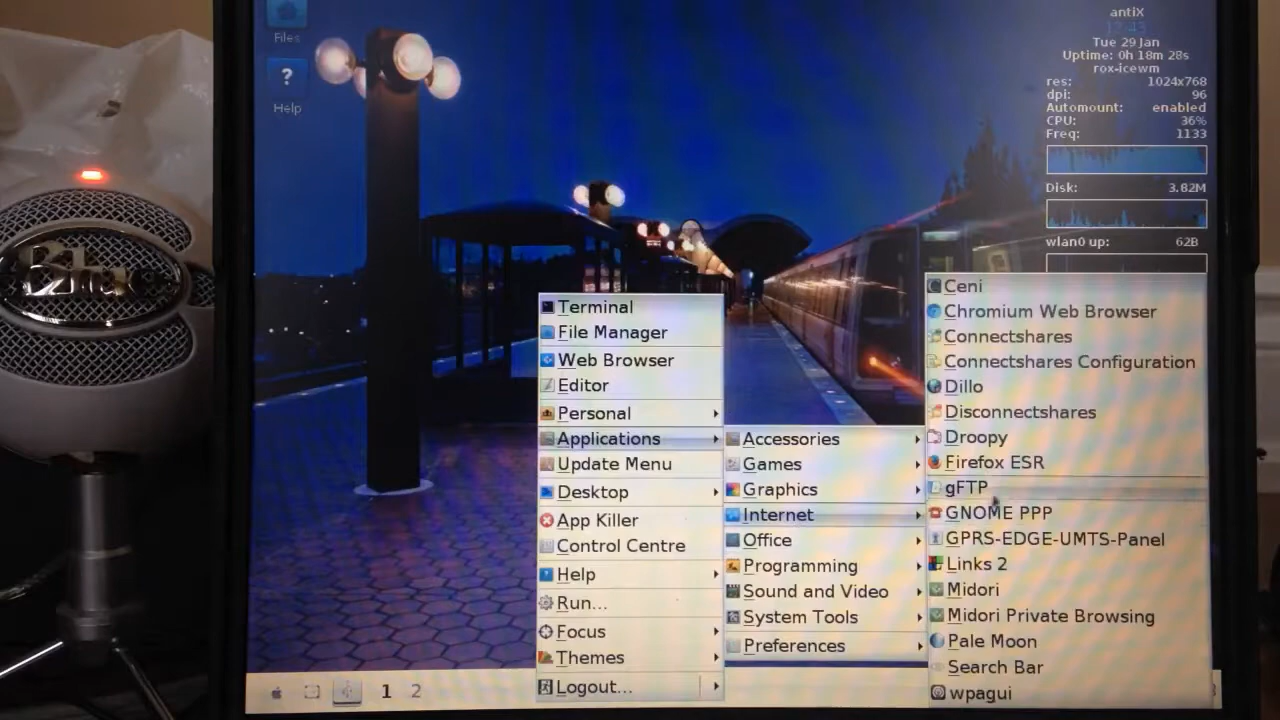 Files
Help
antiX
12:43
Tue 29 Jan
Uptime: 0h 18m 28s
rox-icewm
res: 1024x768
dpi: 96
Automount: enabled
CPU: 36%
Freq: 1133
Disk: 3.82M
wlan0 up: 62B
Blue
Terminal
File Manager
Web Browser
Editor
Personal
Applications
Update Menu
Desktop
App Killer
Control Centre
Help
Run...
Focus
Themes
Logout...
Accessories
Games
Graphics
Internet
Office
Programming
Sound and Video
System Tools
Preferences
Ceni
Chromium Web Browser
Connectshares
Connectshares Configuration
Dillo
Disconnectshares
Droopy
Firefox ESR
gFTP
GNOME PPP
GPRS-EDGE-UMTS-Panel
Links 2
Midori
Midori Private Browsing
Pale Moon
Search Bar
wpagui
1 2